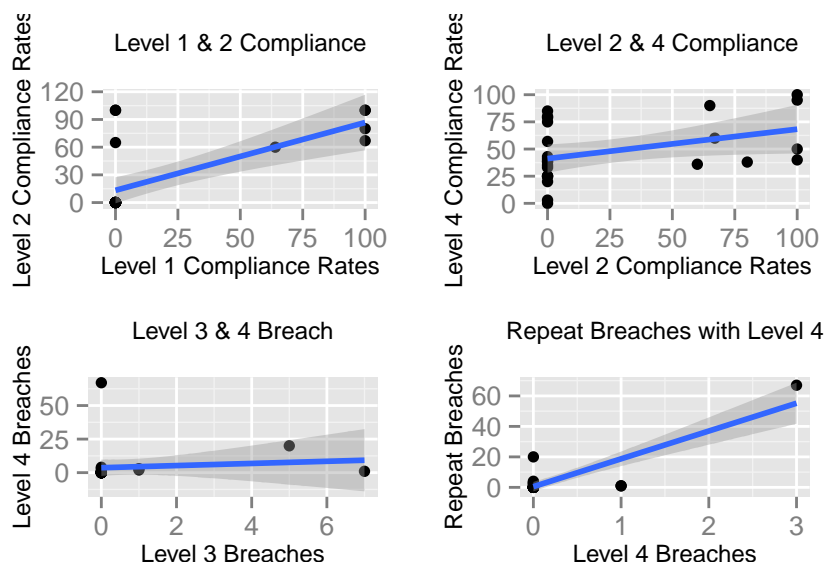 Level 1 & 2 Compliance
Level 2 Compliance Rates
120
90
60
30
0
0 25 50 75 100
Level 1 Compliance Rates
Level 2 & 4 Compliance
Level 4 Compliance Rates
100
75
50
25
0
0 25 50 75 100
Level 2 Compliance Rates
Level 3 & 4 Breach
Level 4 Breaches
50
25
0
0 2 4 6
Level 3 Breaches
Repeat Breaches with Level 4
Repeat Breaches
60
40
20
0
0 1 2 3
Level 4 Breaches